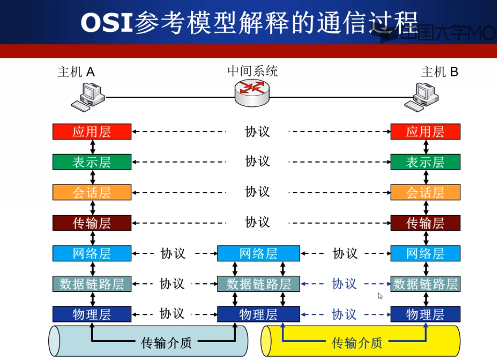 OSI参考模型解释的通信过程
中国大学MO
主机 A 中间系统 主机 B
应用层 协议 应用层
表示层 协议 表示层
会话层 协议 会话层
传输层 协议 传输层
网络层 协议 网络层 协议 网络层
数据链路层 协议 数据链路层 协议 数据链路层
物理层 协议 物理层 协议 物理层
传输介质 传输介质